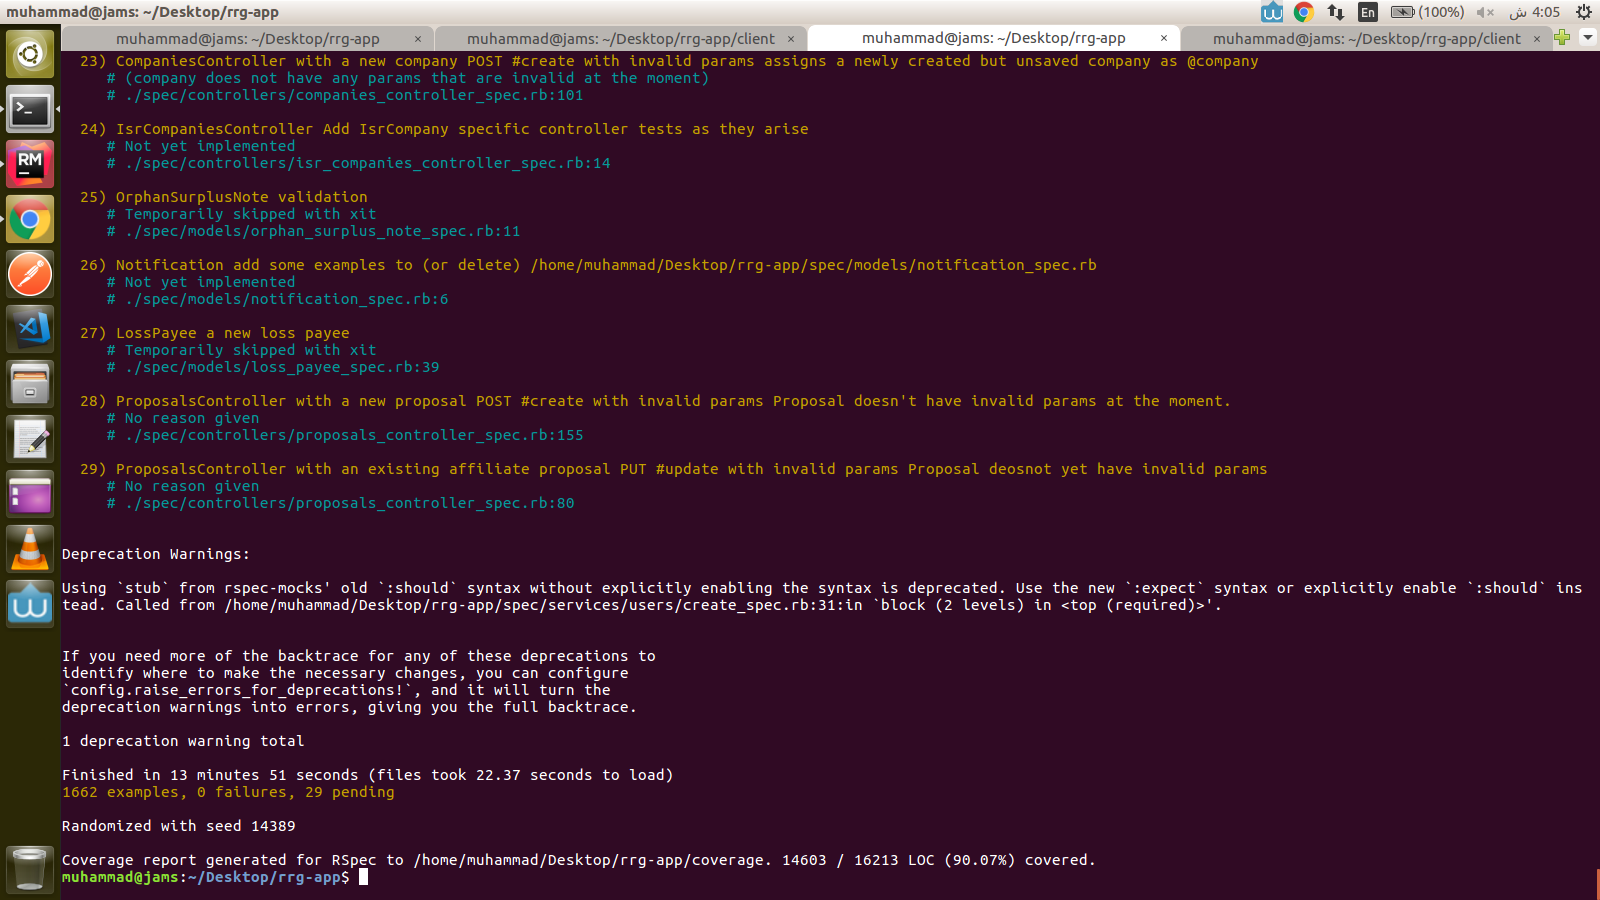 muhammad@jams: ~/Desktop/rrg-app
En
(100%)
4:05 ش
muhammad@jams: ~/Desktop/rrg-app ×
muhammad@jams: ~/Desktop/rrg-app/client ×
muhammad@jams: ~/Desktop/rrg-app ×
muhammad@jams: ~/Desktop/rrg-app/client ×
>_
RM
23) CompaniesController with a new company POST #create with invalid params assigns a newly created but unsaved company as @company
# (company does not have any params that are invalid at the moment)
# ./spec/controllers/companies_controller_spec.rb:101
24) IsrCompaniesController Add IsrCompany specific controller tests as they arise
# Not yet implemented
# ./spec/controllers/isr_companies_controller_spec.rb:14
25) OrphanSurplusNote validation
# Temporarily skipped with xit
# ./spec/models/orphan_surplus_note_spec.rb:11
26) Notification add some examples to (or delete) /home/muhammad/Desktop/rrg-app/spec/models/notification_spec.rb
# Not yet implemented
# ./spec/models/notification_spec.rb:6
27) LossPayee a new loss payee
# Temporarily skipped with xit
# ./spec/models/loss_payee_spec.rb:39
28) ProposalsController with a new proposal POST #create with invalid params Proposal doesn't have invalid params at the moment.
# No reason given
# ./spec/controllers/proposals_controller_spec.rb:155
29) ProposalsController with an existing affiliate proposal PUT #update with invalid params Proposal deosnot yet have invalid params
# No reason given
# ./spec/controllers/proposals_controller_spec.rb:80
Deprecation Warnings:
Using `stub` from rspec-mocks' old `:should` syntax without explicitly enabling the syntax is deprecated. Use the new `:expect` syntax or explicitly enable `:should` ins
tead. Called from /home/muhammad/Desktop/rrg-app/spec/services/users/create_spec.rb:31:in `block (2 levels) in <top (required)>'.
If you need more of the backtrace for any of these deprecations to
identify where to make the necessary changes, you can configure
`config.raise_errors_for_deprecations!`, and it will turn the
deprecation warnings into errors, giving you the full backtrace.
1 deprecation warning total
Finished in 13 minutes 51 seconds (files took 22.37 seconds to load)
1662 examples, 0 failures, 29 pending
Randomized with seed 14389
Coverage report generated for RSpec to /home/muhammad/Desktop/rrg-app/coverage. 14603 / 16213 LOC (90.07%) covered.
muhammad@jams:~/Desktop/rrg-app$